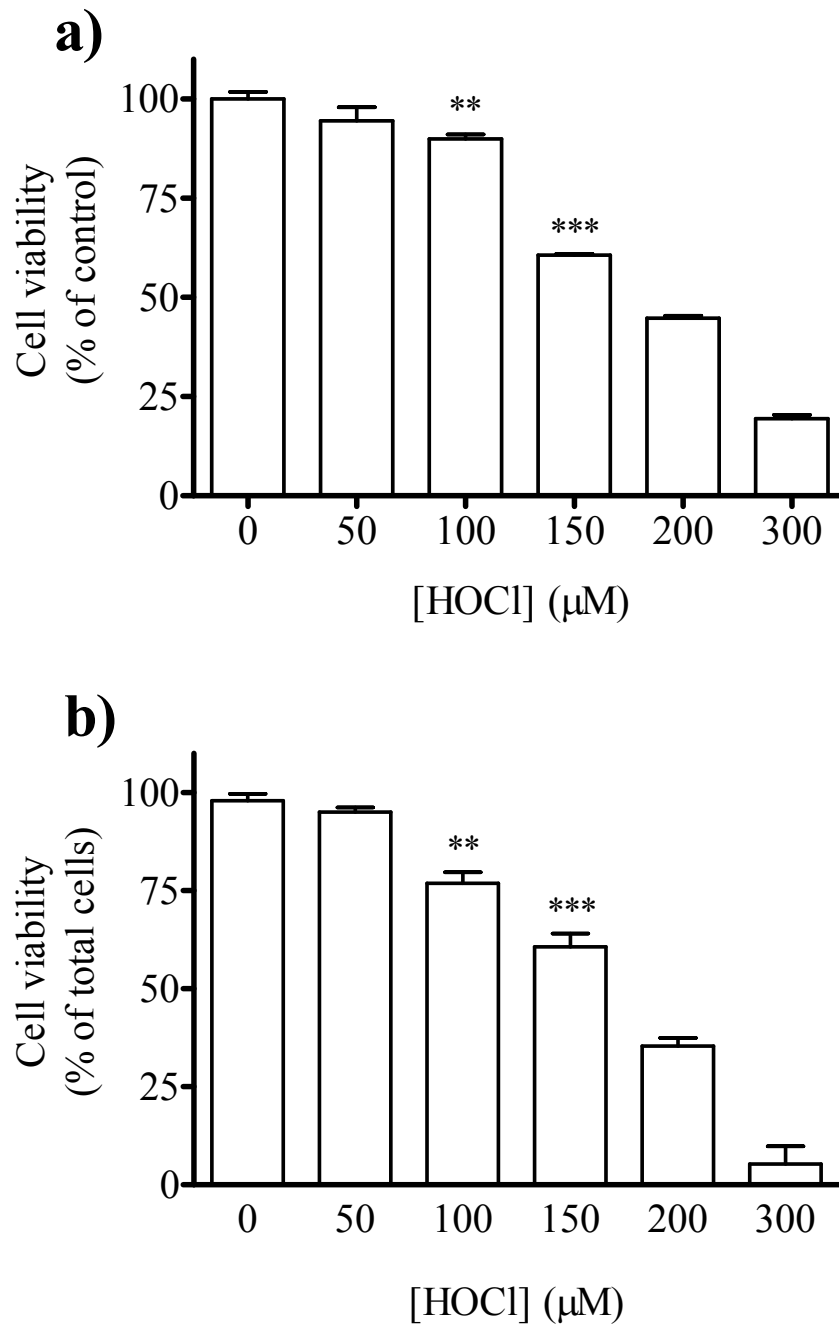 a)
Cell viability
(% of control)
100
75
50
25
0
**
***
0 50 100 150 200 300
[HOCl] (μM)
b)
Cell viability
(% of total cells)
100
75
50
25
0
**
***
0 50 100 150 200 300
[HOCl] (μM)